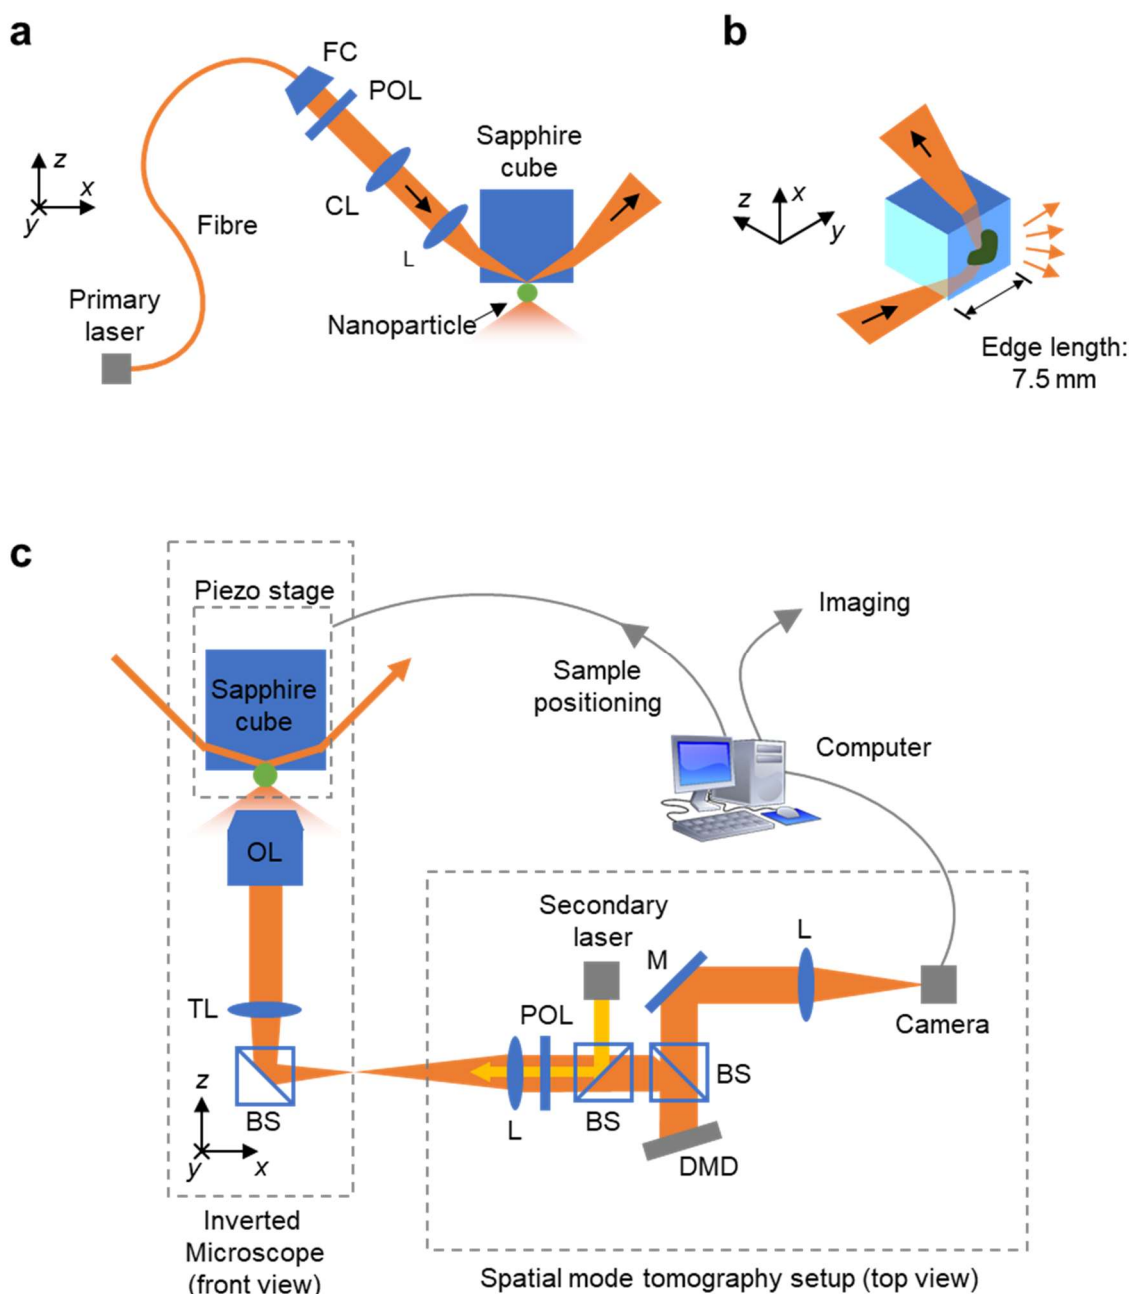 a
FC
POL
z
x
y
Sapphire
cube
CL
Fibre
L
Primary
laser
Nanoparticle
b
z
x
y
Edge length:
7.5 mm
c
Piezo stage
Imaging
Sapphire
cube
Sample
positioning
Computer
OL
Secondary
laser
M
L
TL
POL
Camera
BS
z
x
y
L
BS
BS
DMD
Inverted
Microscope
(front view)
Spatial mode tomography setup (top view)